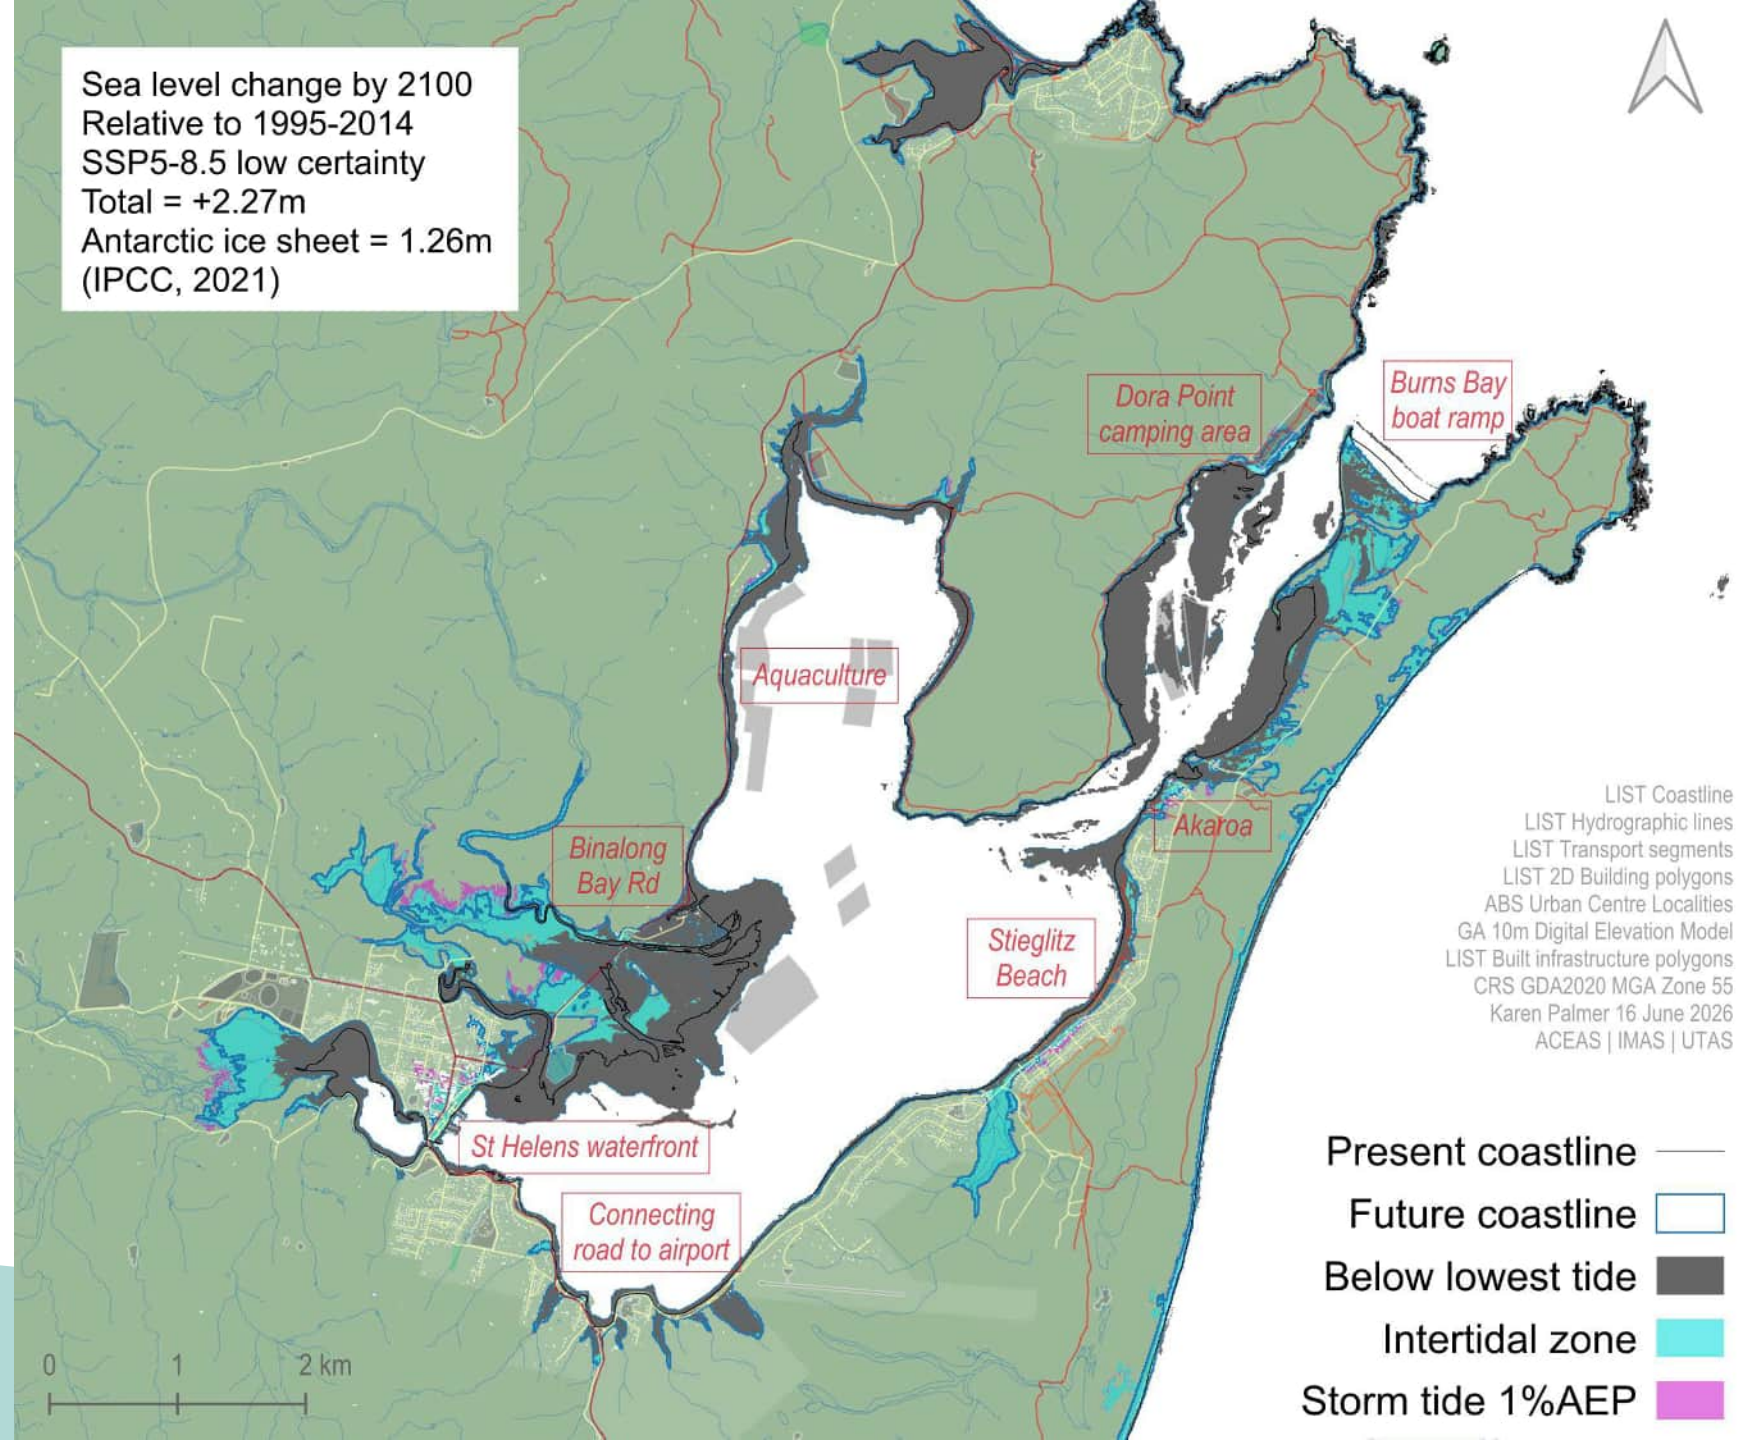 Sea level change by 2100
Relative to 1995-2014
SSP5-8.5 low certainty
Total = +2.27m
Antarctic ice sheet = 1.26m
(IPCC, 2021)
Dora Point
camping area
Burns Bay
boat ramp
Aquaculture
Binalong
Bay Rd
Akaroa
Stieglitz
Beach
St Helens waterfront
Connecting
road to airport
LIST Coastline
LIST Hydrographic lines
LIST Transport segments
LIST 2D Building polygons
ABS Urban Centre Localities
GA 10m Digital Elevation Model
LIST Built infrastructure polygons
CRS GDA2020 MGA Zone 55
Karen Palmer 16 June 2026
ACEAS | IMAS | UTAS
Present coastline
Future coastline
Below lowest tide
Intertidal zone
Storm tide 1%AEP
0 1 2 km